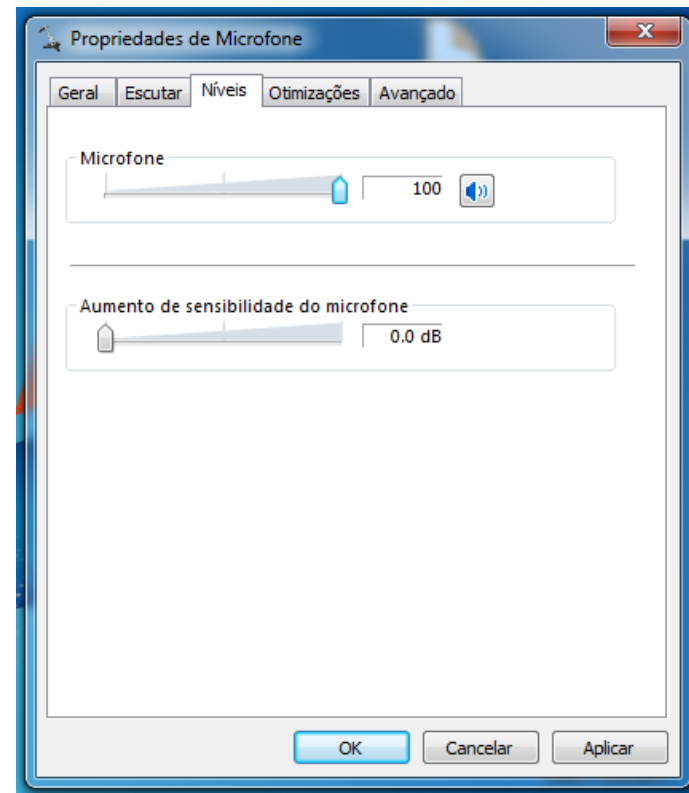 Propriedades de Microfone
Geral Escutar Níveis Otimizações Avançado
Microfone
100
Aumento de sensibilidade do microfone
0.0 dB
OK Cancelar Aplicar